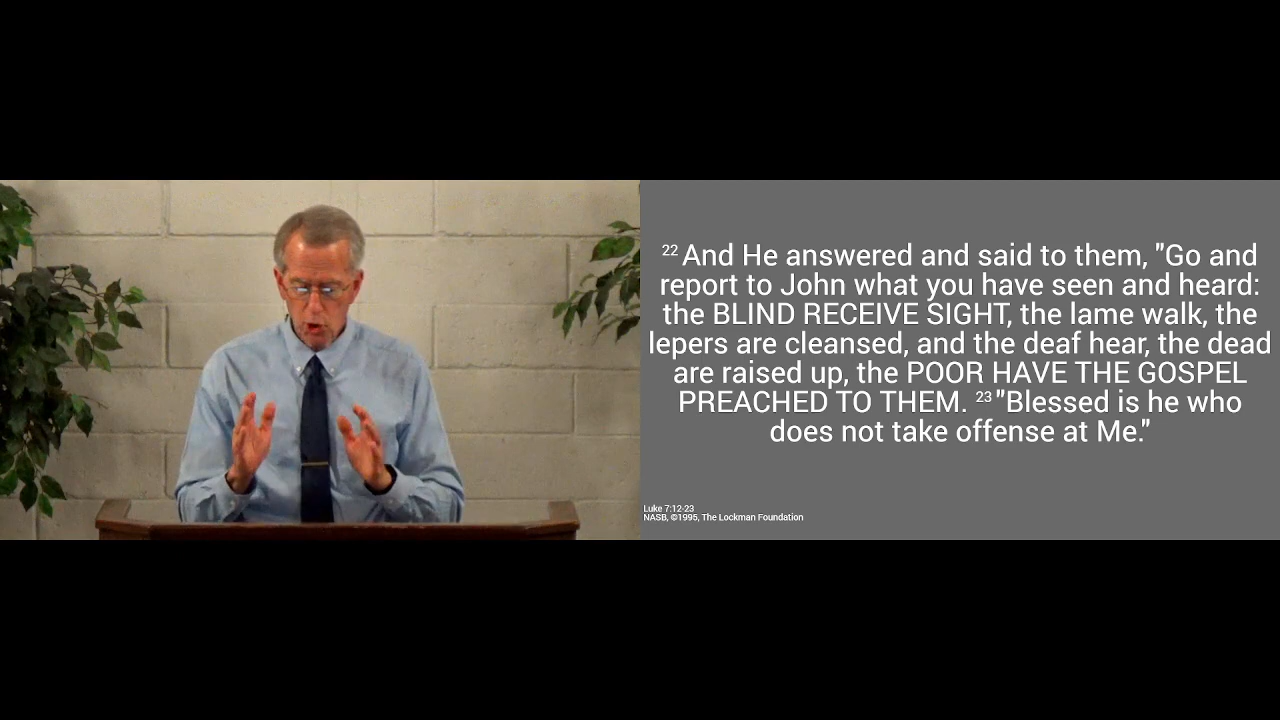 22 And He answered and said to them, "Go and
report to John what you have seen and heard:
the BLIND RECEIVE SIGHT, the lame walk, the
lepers are cleansed, and the deaf hear, the dead
are raised up, the POOR HAVE THE GOSPEL
PREACHED TO THEM. 23 "Blessed is he who
does not take offense at Me."
Luke 7:12-23
NASB, ©1995, The Lockman Foundation